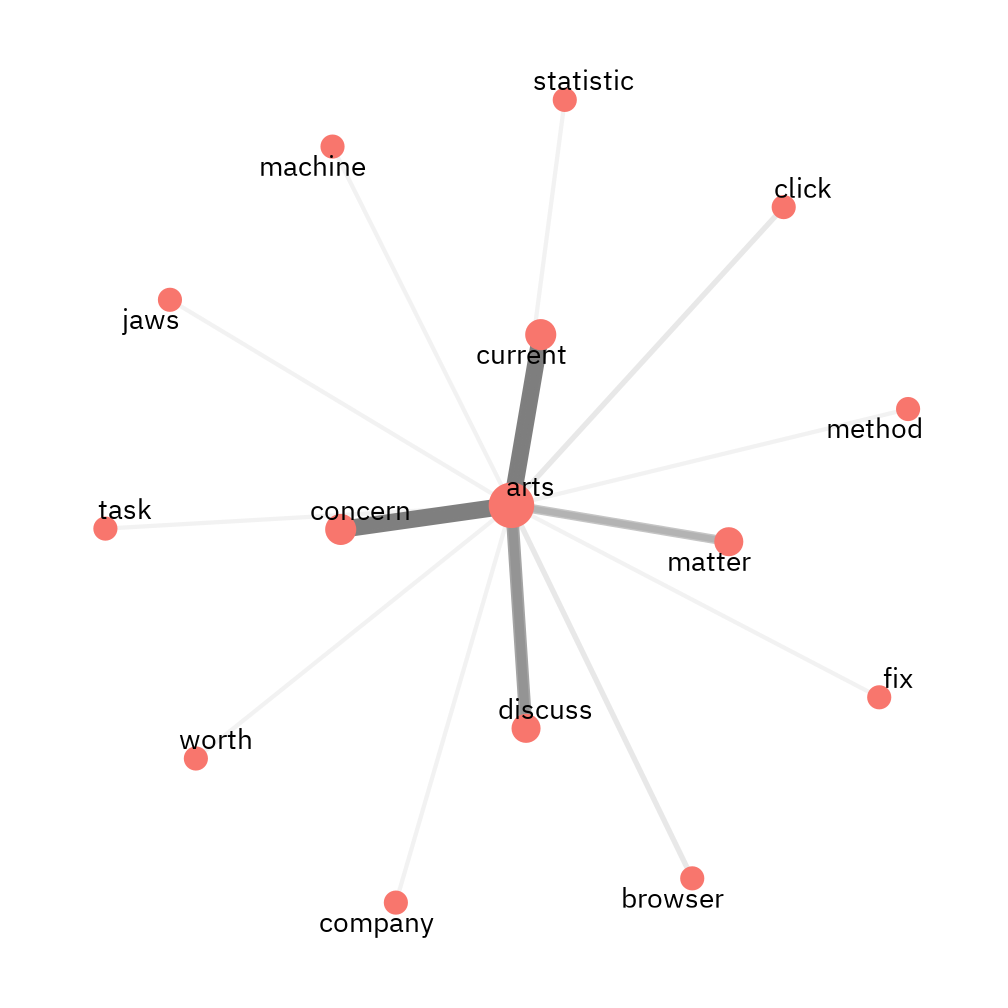 statistic
machine
click
jaws
current
method
arts
task
concern
matter
fix
discuss
worth
browser
company